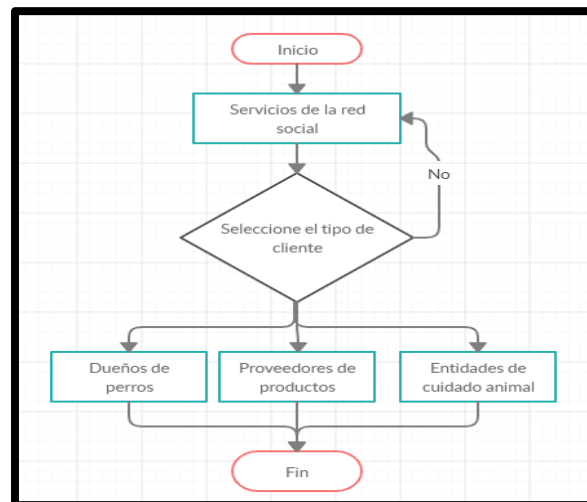 Inicio
Servicios de la red
social
No
Seleccione el tipo de
cliente
Dueños de
perros
Proveedores de
productos
Entidades de
cuidado animal
Fin